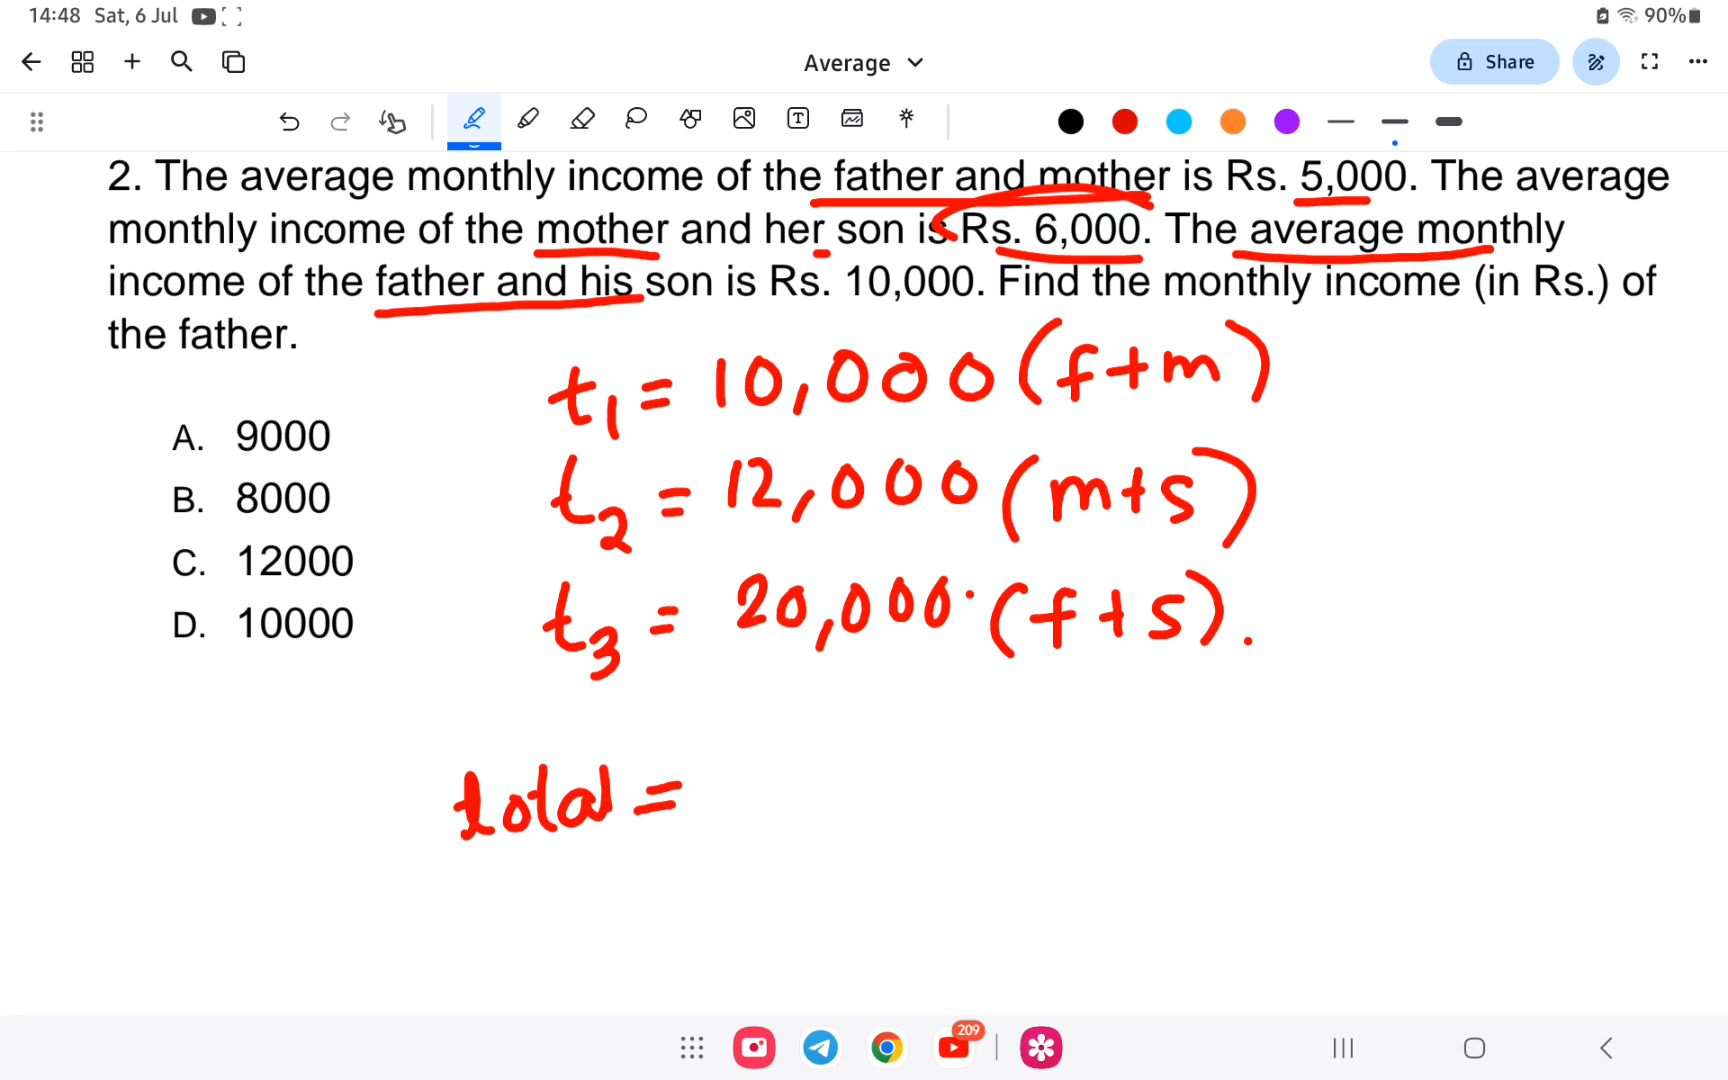 14:48 Sat, 6 Jul 90%
Average Share
2. The average monthly income of the father and mother is Rs. 5,000. The average
monthly income of the mother and her son is Rs. 6,000. The average monthly
income of the father and his son is Rs. 10,000. Find the monthly income (in Rs.) of
the father.
t1 = 10,000 (f+m)
A. 9000
t2 = 12,000 (m+s)
B. 8000
C. 12000
t3 = 20,000. (f+s).
D. 10000
total =
209